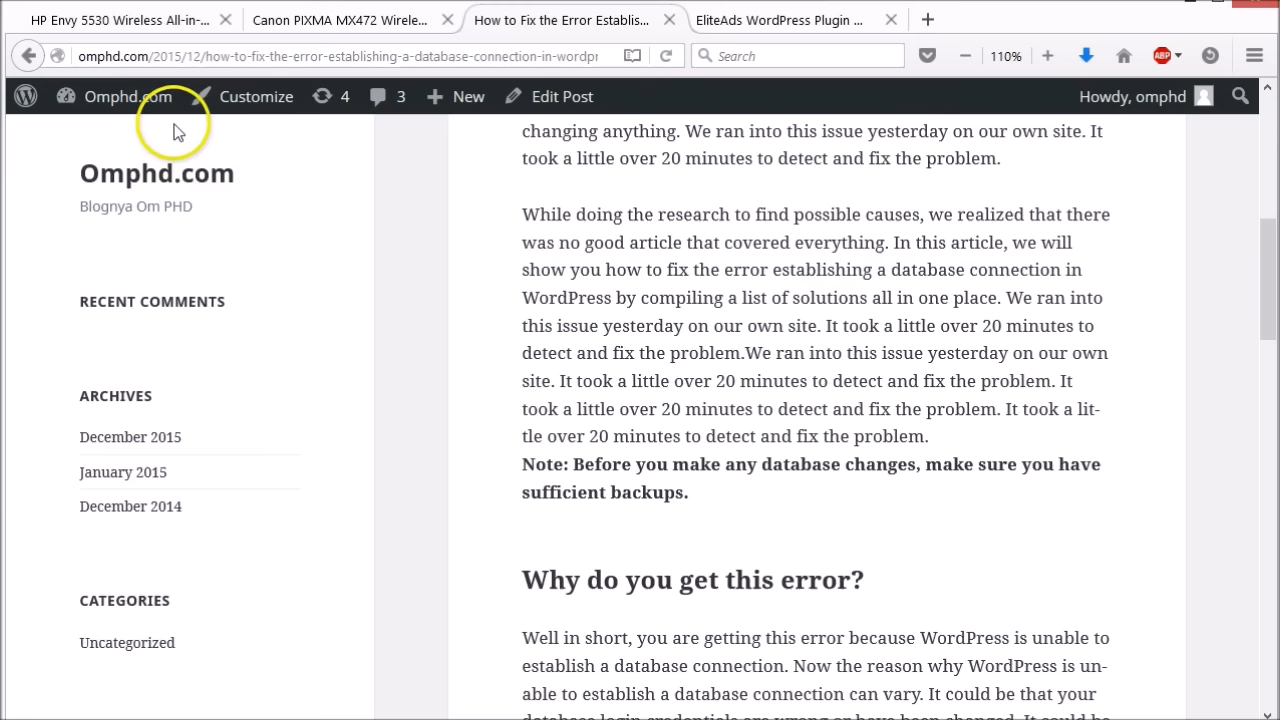 HP Envy 5530 Wireless All-in-...
Canon PIXMA MX472 Wirele...
How to Fix the Error Establis...
EliteAds WordPress Plugin ...
omphd.com/2015/12/how-to-fix-the-error-establishing-a-database-connection-in-wordpr
Search
110%
ABP
Omphd.com
Customize
4
3
New
Edit Post
Howdy, omphd
Omphd.com
Blognya Om PHD
RECENT COMMENTS
ARCHIVES
December 2015
January 2015
December 2014
CATEGORIES
Uncategorized
changing anything. We ran into this issue yesterday on our own site. It
took a little over 20 minutes to detect and fix the problem.
While doing the research to find possible causes, we realized that there
was no good article that covered everything. In this article, we will
show you how to fix the error establishing a database connection in
WordPress by compiling a list of solutions all in one place. We ran into
this issue yesterday on our own site. It took a little over 20 minutes to
detect and fix the problem.We ran into this issue yesterday on our own
site. It took a little over 20 minutes to detect and fix the problem. It
took a little over 20 minutes to detect and fix the problem. It took a lit-
tle over 20 minutes to detect and fix the problem.
Note: Before you make any database changes, make sure you have
sufficient backups.
Why do you get this error?
Well in short, you are getting this error because WordPress is unable to
establish a database connection. Now the reason why WordPress is un-
able to establish a database connection can vary. It could be that your
database login credentials are wrong or have been changed. It could be